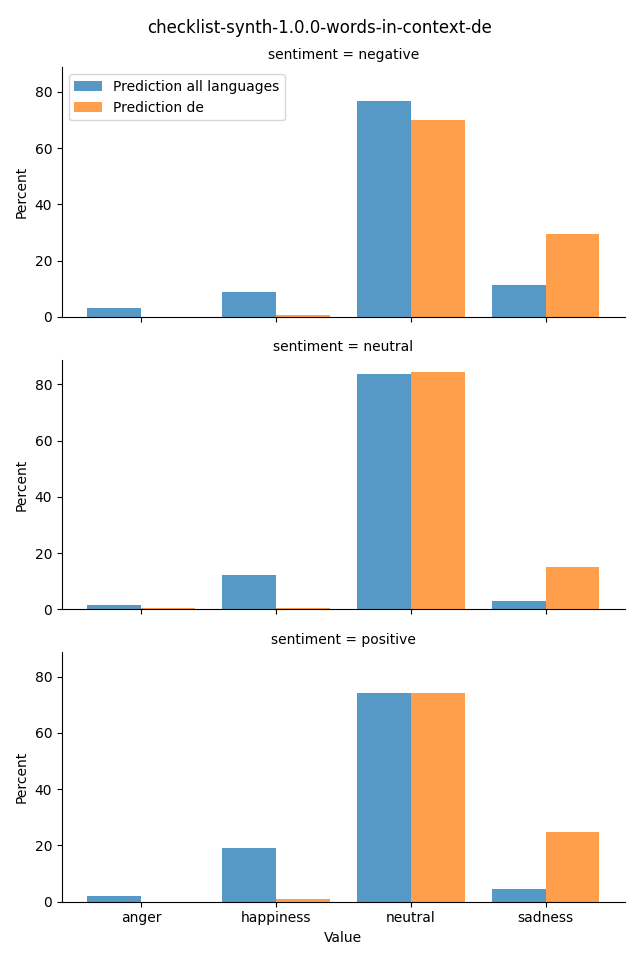 checklist-synth-1.0.0-words-in-context-de
sentiment = negative
Prediction all languages
Prediction de
80
60
40
20
0
Percent
sentiment = neutral
80
60
40
20
0
Percent
sentiment = positive
80
60
40
20
0
Percent
anger happiness neutral sadness
Value